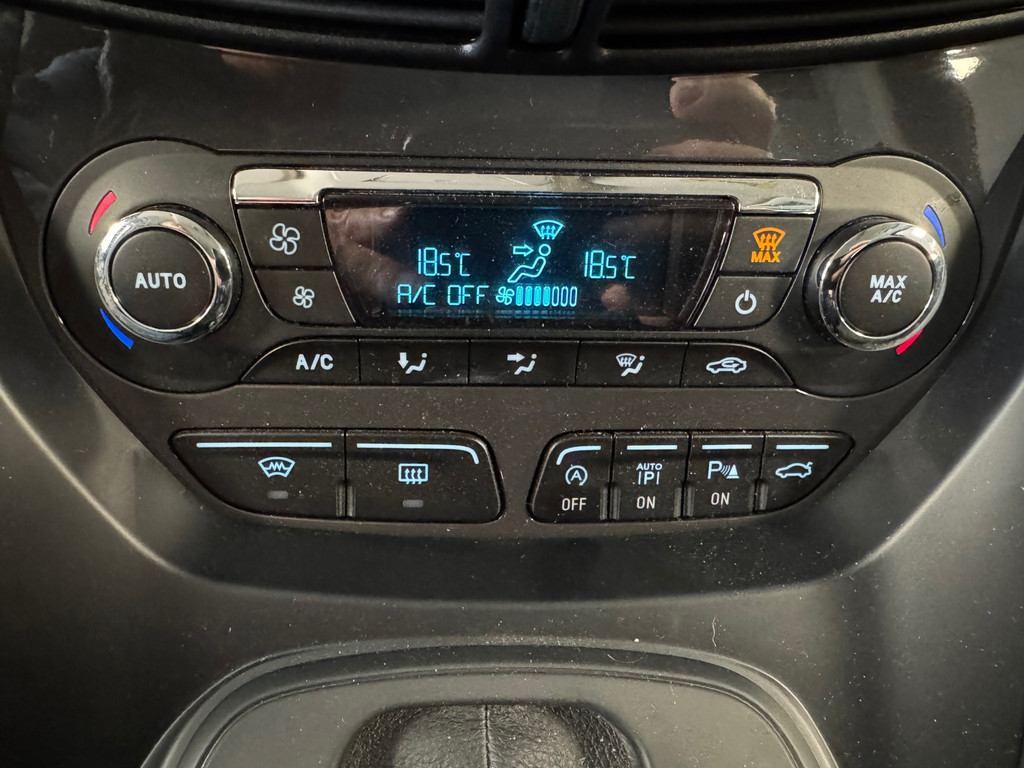 AUTO
18.5°C
18.5°C
A/C OFF
MAX
MAX
A/C
A/C
OFF
AUTO
P
ON
P
ON